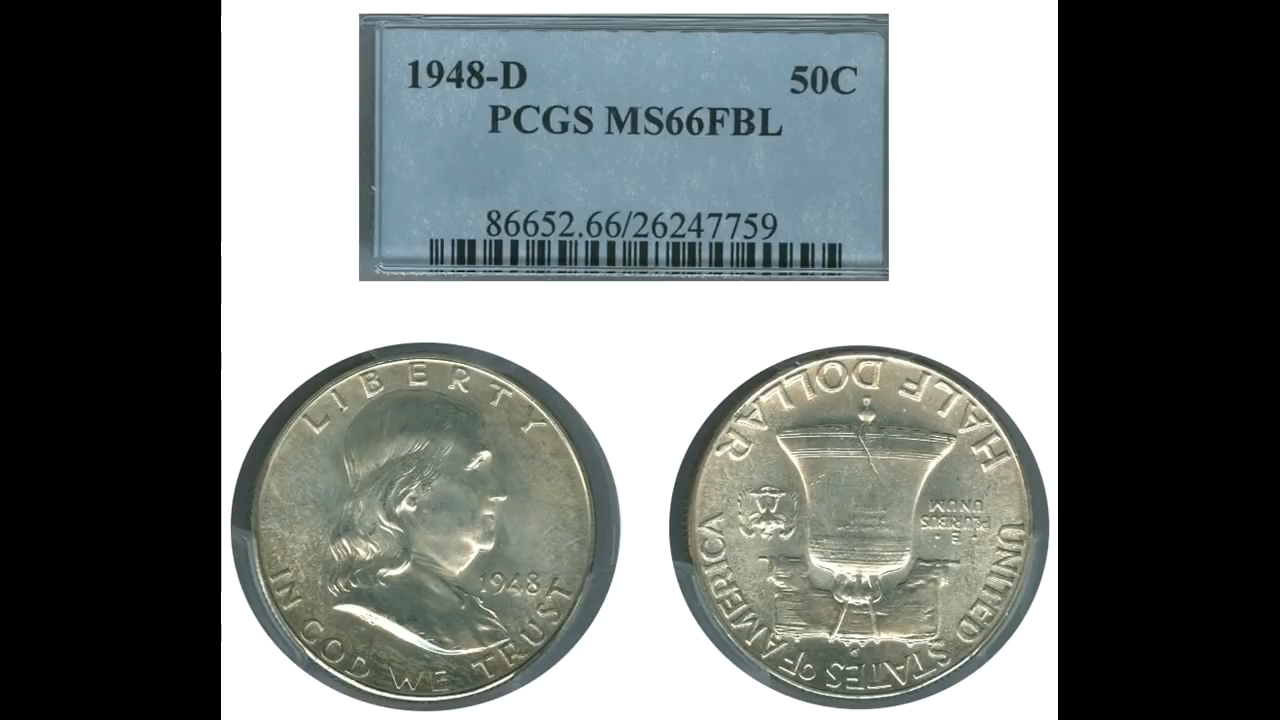 1948-D 50C
PCGS MS66FBL
86652.66/26247759
LIBERTY
IN GOD WE TRUST
1948
UNITED STATES OF AMERICA
E
PLURIBUS
UNUM
HALF DOLLAR